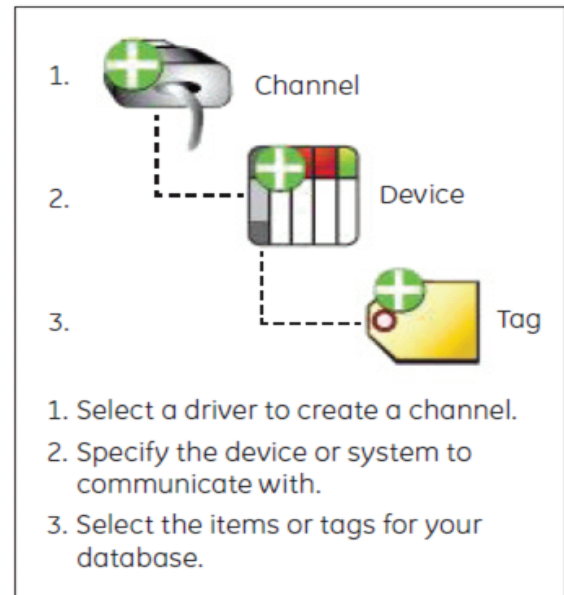 1.
Channel
2.
Device
3.
Tag
1. Select a driver to create a channel.
2. Specify the device or system to
communicate with.
3. Select the items or tags for your
database.